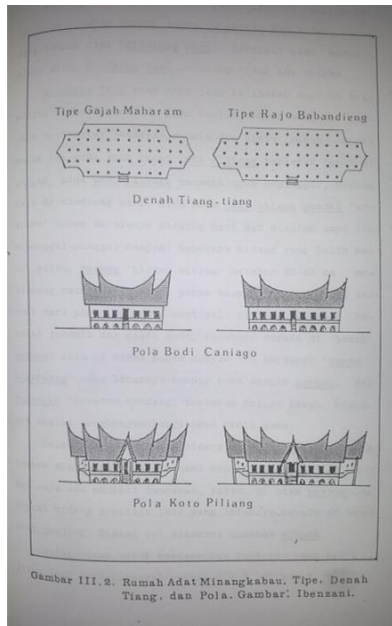 Tipe Gajah Maharam
Tipe Rajo Babandieng
Denah Tiang-tiang
Pola Bodi Caniago
Pola Koto Piliang
Gambar III.2. Rumah Adat Minangkabau. Tipe. Denah
Tiang. dan Pola. Gambar: Ibenzani.